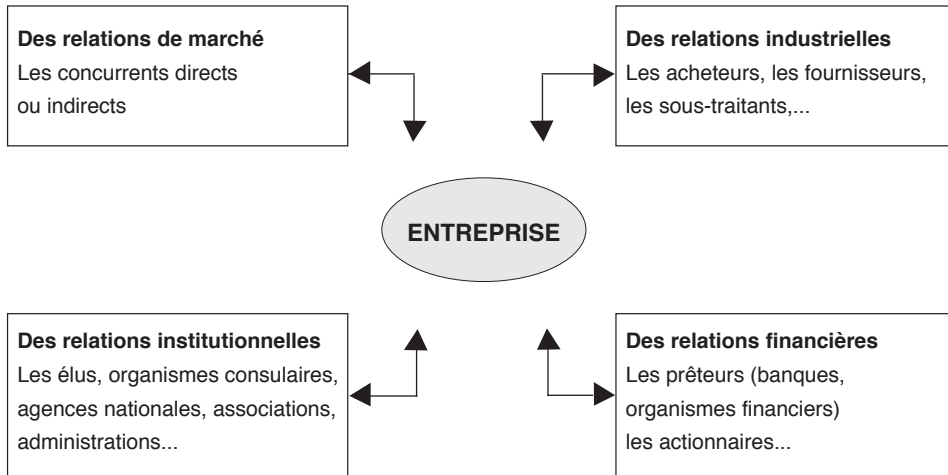 Des relations de marché
Les concurrents directs
ou indirects
Des relations industrielles
Les acheteurs, les fournisseurs,
les sous-traitants,...
ENTREPRISE
Des relations institutionnelles
Les élus, organismes consulaires,
agences nationales, associations,
administrations...
Des relations financières
Les prêteurs (banques,
organismes financiers)
les actionnaires...